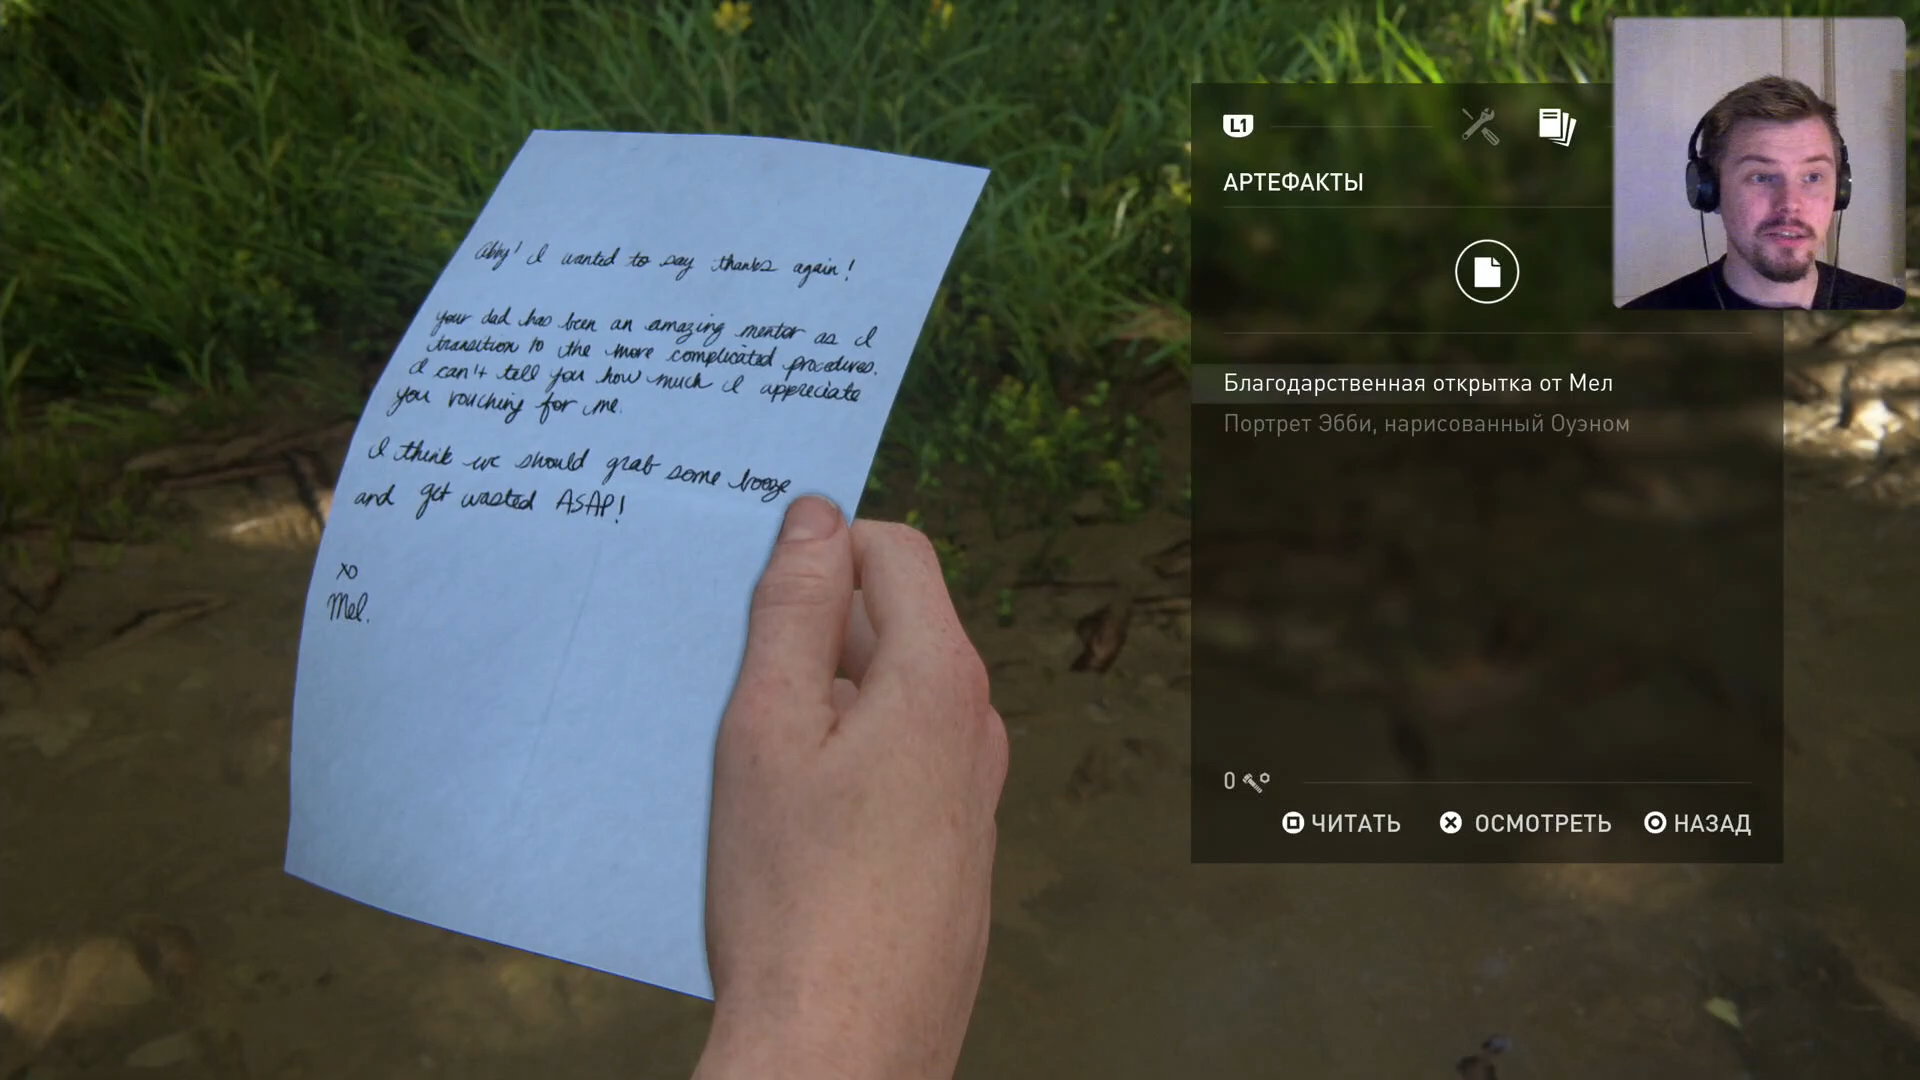 Abby! I wanted to say thanks again!
your dad has been an amazing mentor as I
transition to the more complicated procedures.
I can't tell you how much I appreciate
you vouching for me.
I think we should grab some booze
and get wasted ASAP!
xo
Mel.
L1
АРТЕФАКТЫ
Благодарственная открытка от Мел
Портрет Эбби, нарисованный Оуэном
0
ЧИТАТЬ ОСМОТРЕТЬ НАЗАД